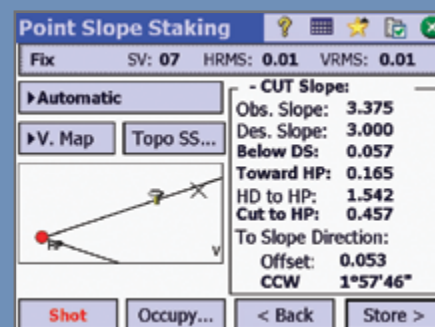 Point Slope Staking
Fix SV: 07 HRMS: 0.01 VRMS: 0.01
Automatic
V. Map Topo SS...
- CUT Slope:
Obs. Slope: 3.375
Des. Slope: 3.000
Below DS: 0.057
Toward HP: 0.165
HD to HP: 1.542
Cut to HP: 0.457
To Slope Direction:
Offset: 0.053
CCW 1°57'46"
HP
V
Shot Occupy... < Back Store >